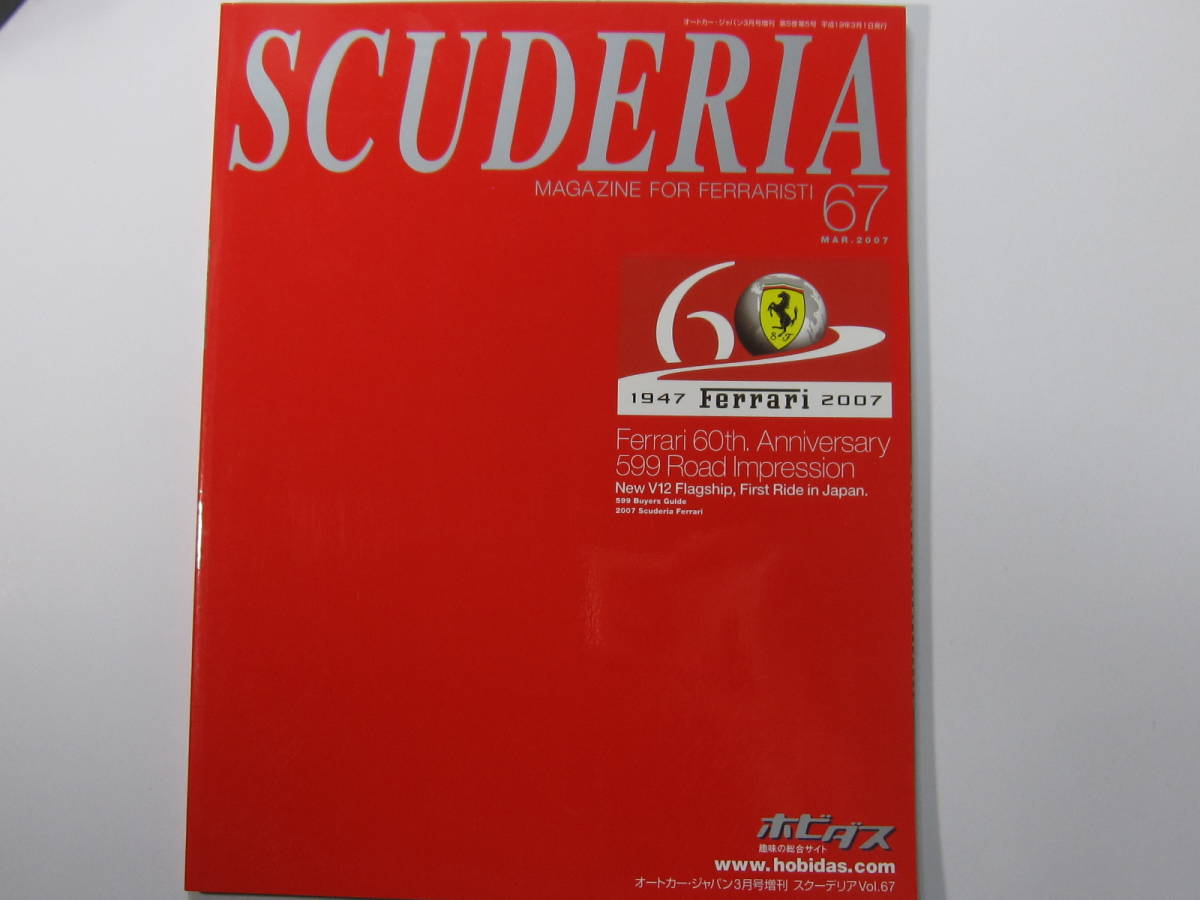 オートカー・ジャパン3月号増刊 第5巻第5号 平成19年3月1日発行
SCUDERIA
MAGAZINE FOR FERRARISTI 67
MAR.2007
60
S F
1947 Ferrari 2007
Ferrari 60th. Anniversary
599 Road Impression
New V12 Flagship, First Ride in Japan.
599 Buyers Guide
2007 Scuderia Ferrari
ホビダス
趣味の総合サイト
www.hobidas.com
オートカー・ジャパン3月号増刊 スクーデリアVol.67